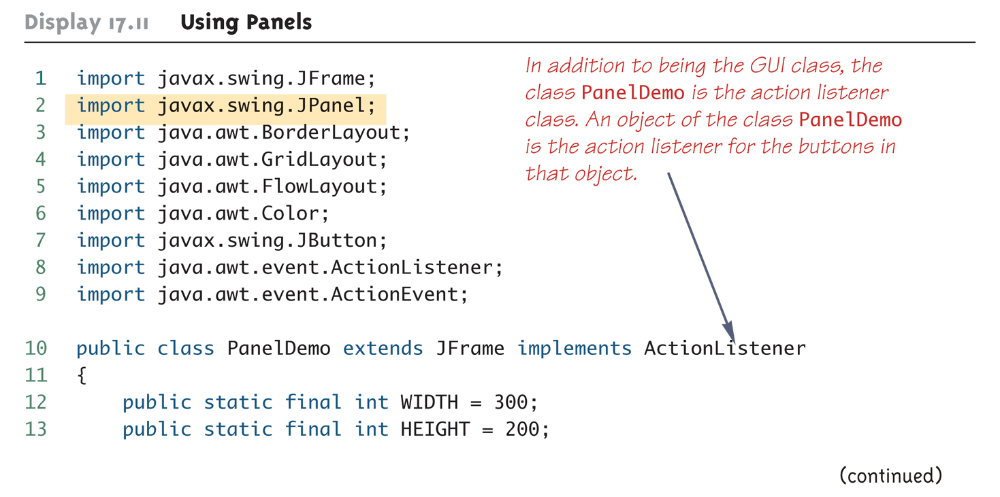 Display 17.11 Using Panels
1 import javax.swing.JFrame;
2 import javax.swing.JPanel;
3 import java.awt.BorderLayout;
4 import java.awt.GridLayout;
5 import java.awt.FlowLayout;
6 import java.awt.Color;
7 import javax.swing.JButton;
8 import java.awt.event.ActionListener;
9 import java.awt.event.ActionEvent;
In addition to being the GUI class, the
class PanelDemo is the action listener
class. An object of the class PanelDemo
is the action listener for the buttons in
that object.
10 public class PanelDemo extends JFrame implements ActionListener
11 {
12 public static final int WIDTH = 300;
13 public static final int HEIGHT = 200;
(continued)